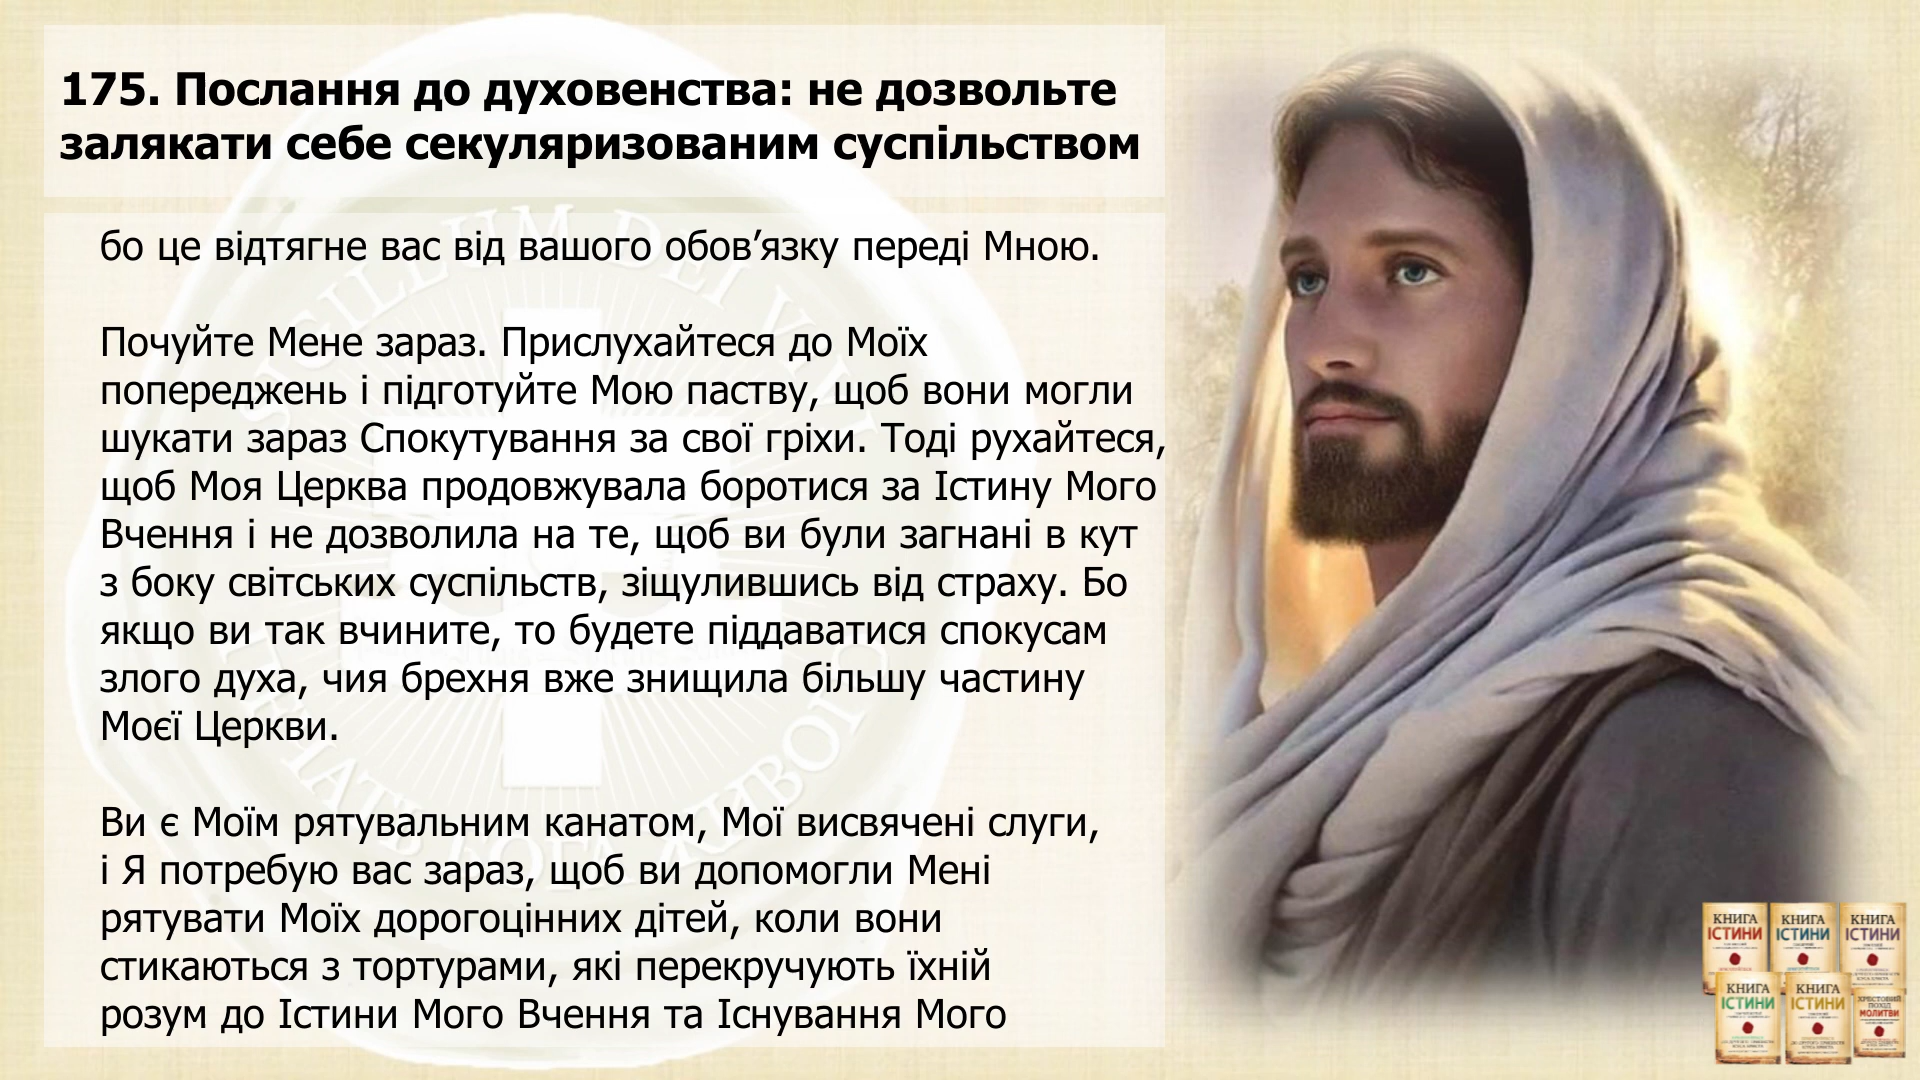 175. Послання до духовенства: не дозвольте
залякати себе секуляризованим суспільством
бо це відтягне вас від вашого обов’язку переді Мною.
Почуйте Мене зараз. Прислухайтеся до Моїх
попереджень і підготуйте Мою паству, щоб вони могли
шукати зараз Спокутування за свої гріхи. Тоді рухайтеся,
щоб Моя Церква продовжувала боротися за Істину Мого
Вчення і не дозволила на те, щоб ви були загнані в кут
з боку світських суспільств, зіщулившись від страху. Бо
якщо ви так вчините, то будете піддаватися спокусам
злого духа, чия брехня вже знищила більшу частину
Моєї Церкви.
Ви є Моїм рятувальним канатом, Мої висвячені слуги,
і Я потребую вас зараз, щоб ви допомогли Мені
рятувати Моїх дорогоцінних дітей, коли вони
стикаються з тортурами, які перекручують їхній
розум до Істини Мого Вчення та Існування Мого
SIGILLUM DEI VIVI
ПЕЧАТЬ БОГА ЖИВОГО
КНИГА
ІСТИНИ
КНИГА
ІСТИНИ
КНИГА
ІСТИНИ
КНИГА
ІСТИНИ
КНИГА
ІСТИНИ
ХРЕСТОВИЙ
ПОХІД
МОЛИТВИ